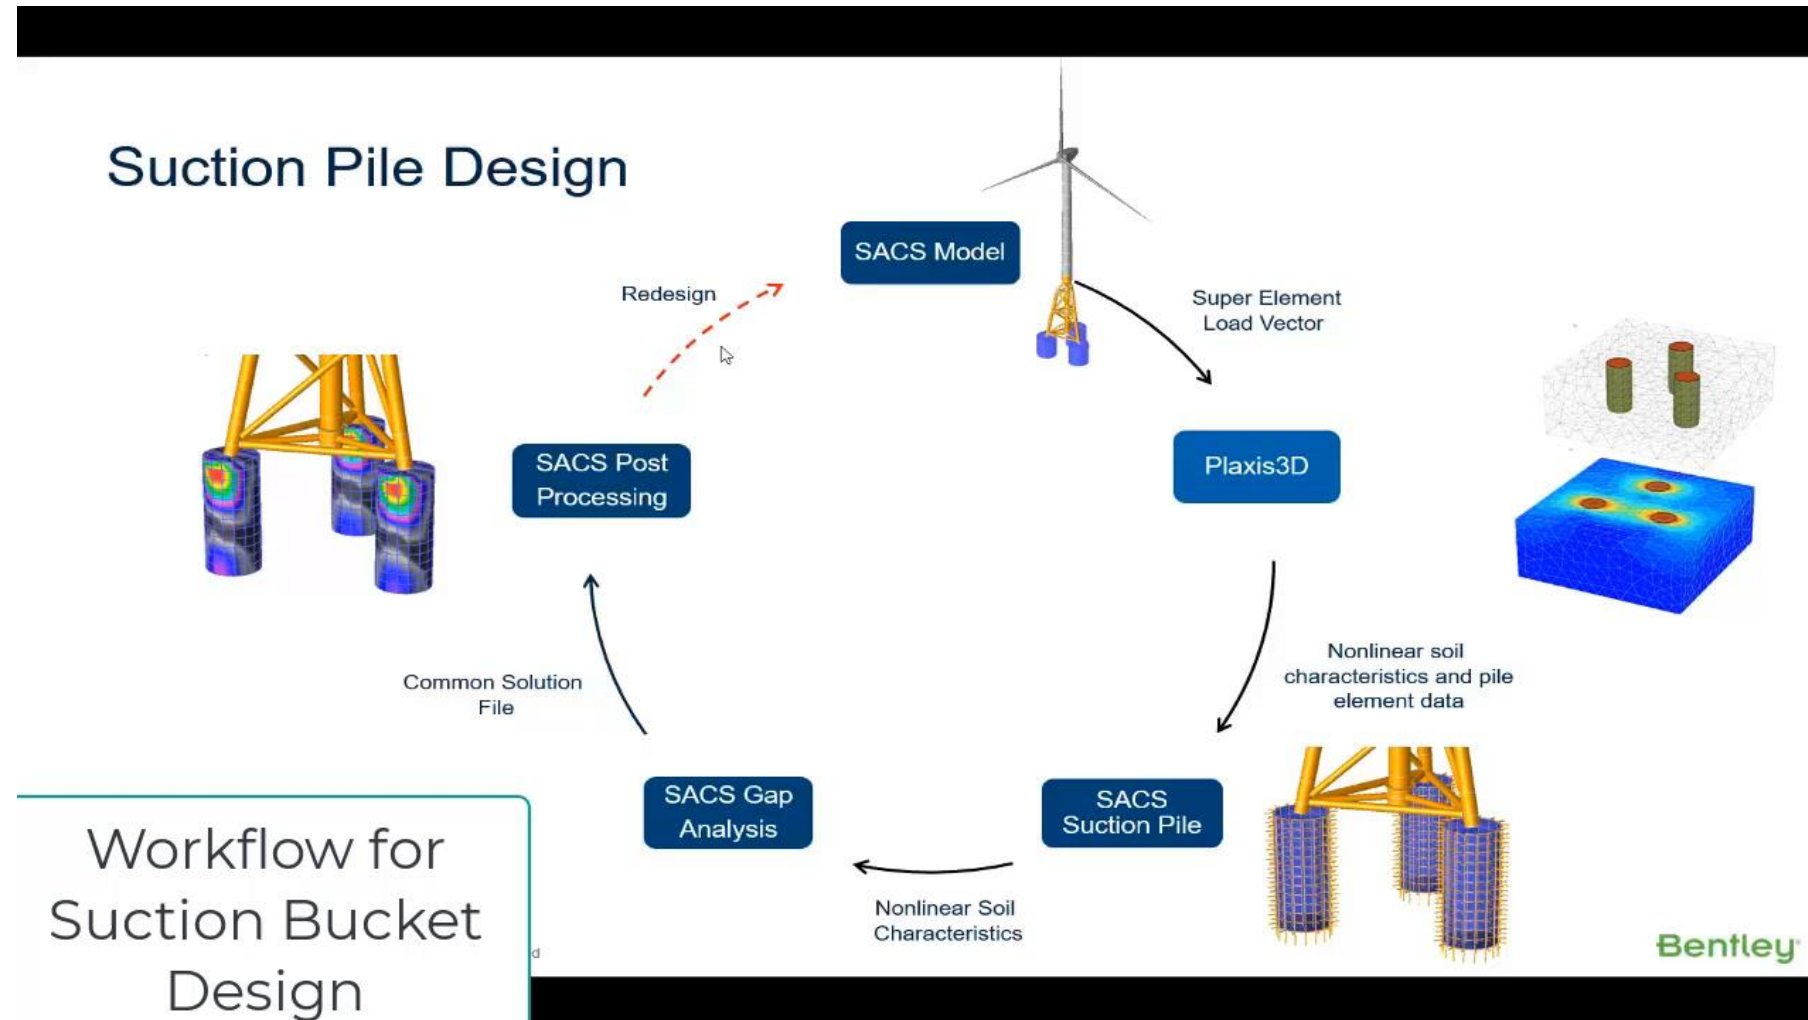 Suction Pile Design
SACS Model
Redesign
Super Element
Load Vector
SACS Post
Processing
Plaxis3D
Nonlinear soil
characteristics and pile
element data
Common Solution
File
SACS Gap
Analysis
SACS
Suction Pile
Nonlinear Soil
Characteristics
Workflow for
Suction Bucket
Design
d
Bentley